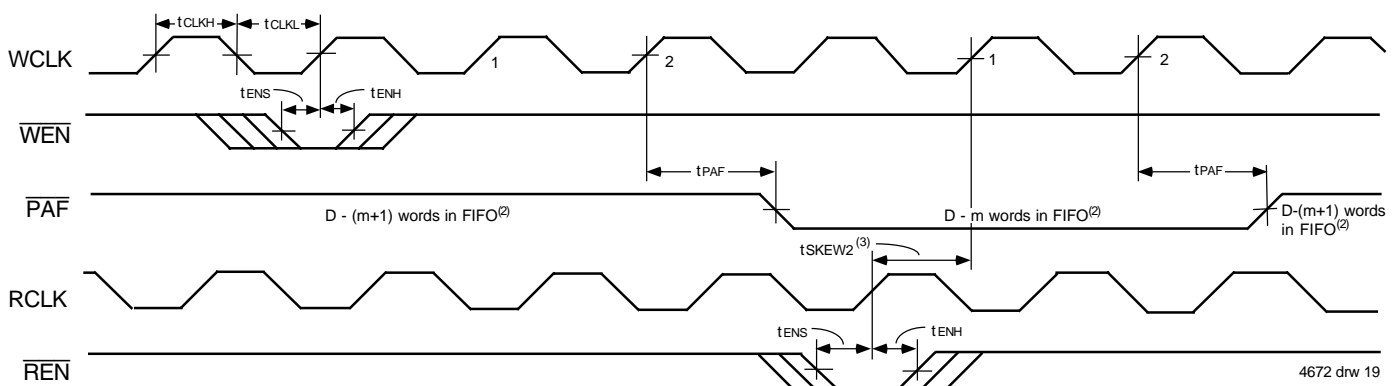 tCLKH
tCLKL
WCLK
1
2
1
2
tENS
tENH
WEN
tPAF
tPAF
PAF
D - (m+1) words in FIFO(2)
D - m words in FIFO(2)
D-(m+1) words
in FIFO(2)
tSKEW2 (3)
RCLK
tENS
tENH
REN
4672 drw 19